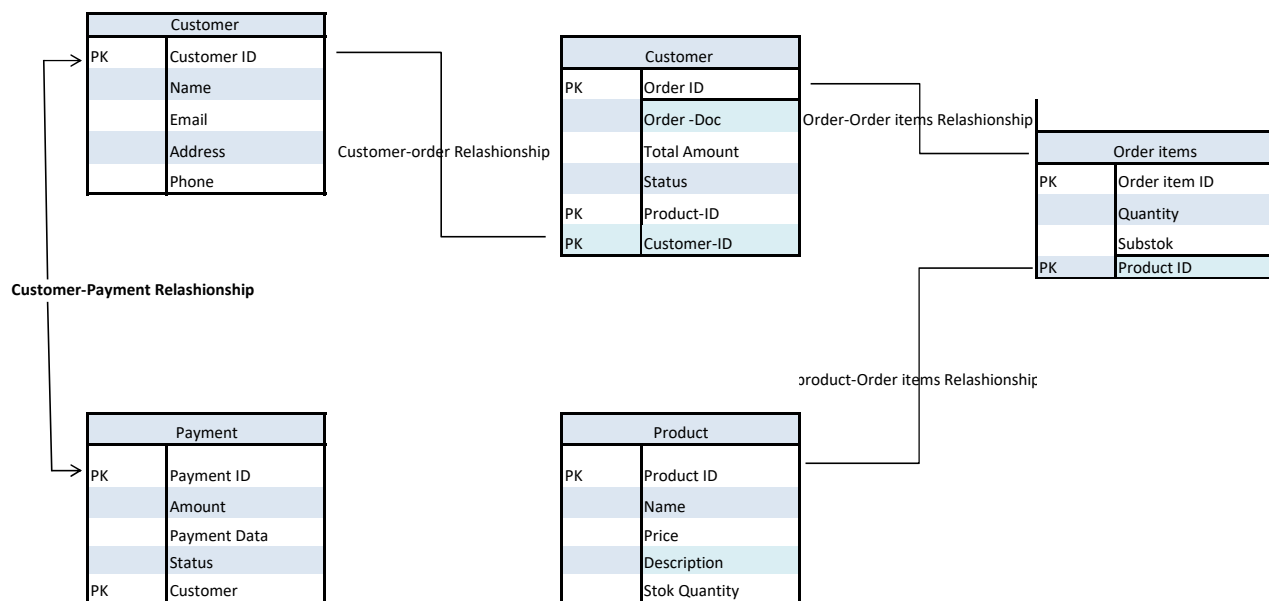 Customer
PK Customer ID
Name
Email
Address
Phone
Customer-order Relashionship
Customer
PK Order ID
Order -Doc
Total Amount
Status
PK Product-ID
PK Customer-ID
Order-Order items Relashionship
Order items
PK Order item ID
Quantity
Substok
PK Product ID
Customer-Payment Relashionship
product-Order items Relashionship
Payment
PK Payment ID
Amount
Payment Data
Status
PK Customer
Product
PK Product ID
Name
Price
Description
Stok Quantity